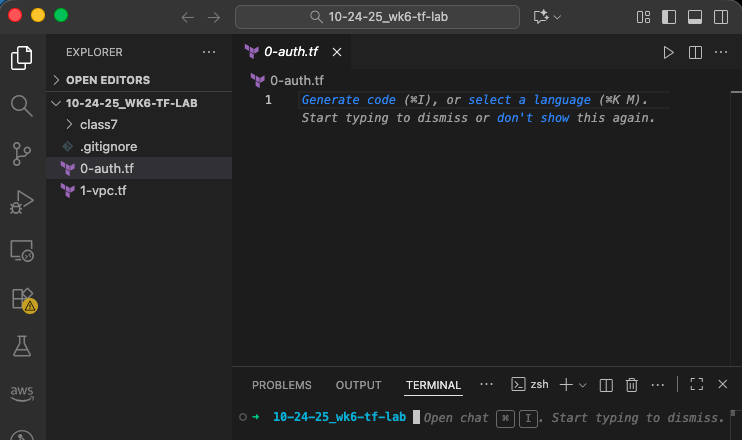 10-24-25_wk6-tf-lab
EXPLORER
OPEN EDITORS
10-24-25_WK6-TF-LAB
class7
.gitignore
0-auth.tf
1-vpc.tf
aws
0-auth.tf
0-auth.tf
1 Generate code (⌘I), or select a language (⌘K M).
Start typing to dismiss or don't show this again.
PROBLEMS OUTPUT TERMINAL zsh
10-24-25_wk6-tf-lab Open chat ⌘ I. Start typing to dismiss.